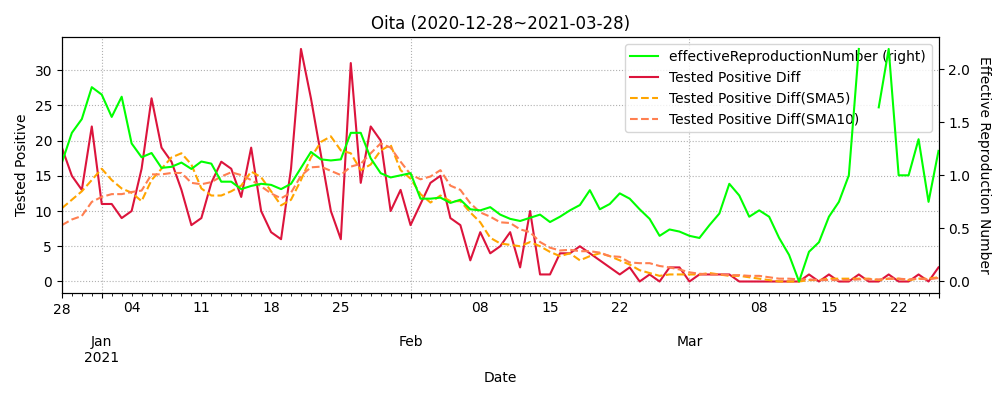 Oita (2020-12-28~2021-03-28)
effectiveReproductionNumber (right)
Tested Positive Diff
Tested Positive Diff(SMA5)
Tested Positive Diff(SMA10)
Tested Positive
30
25
20
15
10
5
0
Effective Reproduction Number
2.0
1.5
1.0
0.5
0.0
28 04 11 18 25 08 15 22 08 15 22
Jan Feb Mar
2021
Date